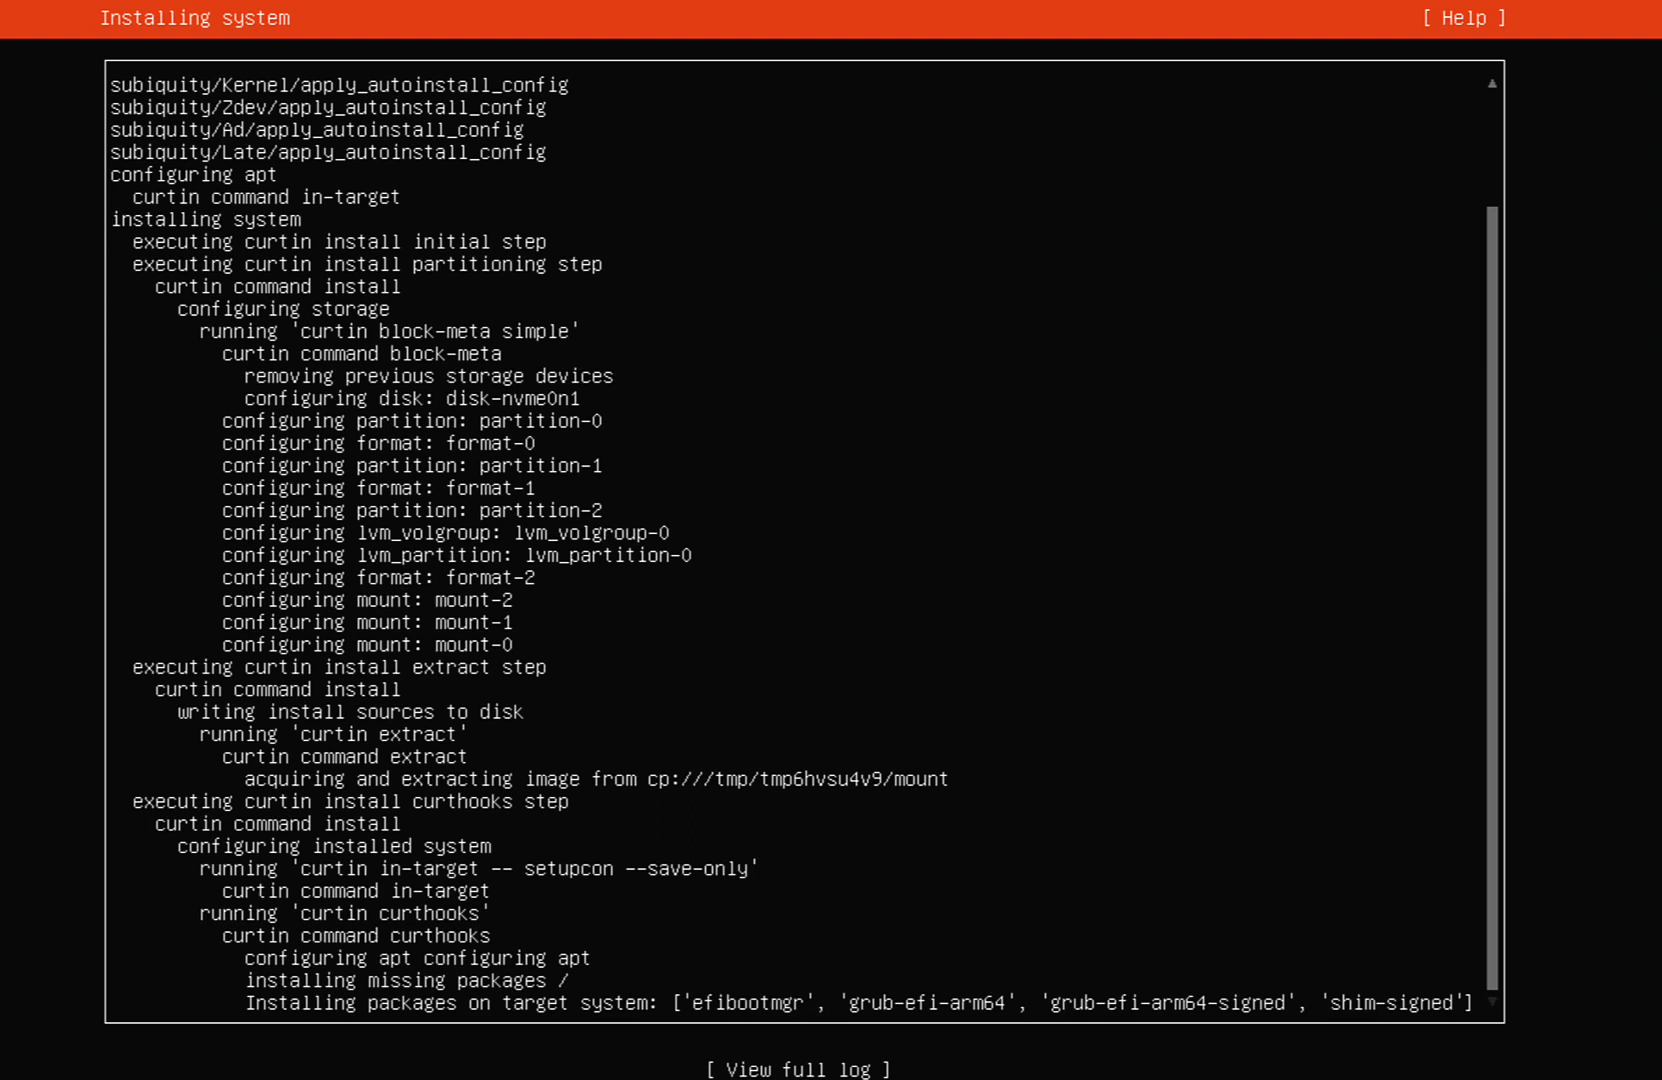 Installing system
[ Help ]
subiquity/Kernel/apply_autoinstall_config
subiquity/Zdev/apply_autoinstall_config
subiquity/Ad/apply_autoinstall_config
subiquity/Late/apply_autoinstall_config
configuring apt
curtin command in-target
installing system
executing curtin install initial step
executing curtin install partitioning step
curtin command install
configuring storage
running 'curtin block-meta simple'
curtin command block-meta
removing previous storage devices
configuring disk: disk-nvme0n1
configuring partition: partition-0
configuring format: format-0
configuring partition: partition-1
configuring format: format-1
configuring partition: partition-2
configuring lvm_volgroup: lvm_volgroup-0
configuring lvm_partition: lvm_partition-0
configuring format: format-2
configuring mount: mount-2
configuring mount: mount-1
configuring mount: mount-0
executing curtin install extract step
curtin command install
writing install sources to disk
running 'curtin extract'
curtin command extract
acquiring and extracting image from cp:///tmp/tmp6hvsu4v9/mount
executing curtin install curthooks step
curtin command install
configuring installed system
running 'curtin in-target -- setupcon --save-only'
curtin command in-target
running 'curtin curthooks'
curtin command curthooks
configuring apt configuring apt
installing missing packages /
Installing packages on target system: ['efibootmgr', 'grub-efi-arm64', 'grub-efi-arm64-signed', 'shim-signed']
[ View full log ]